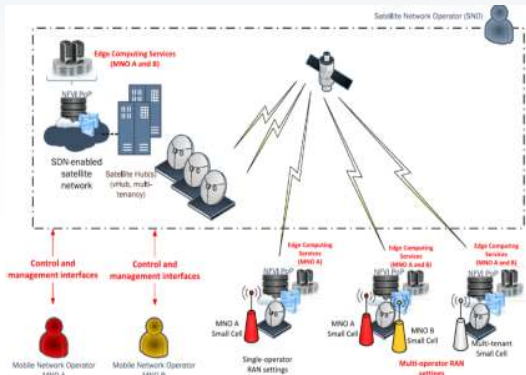 Satellite Network Operator (SNO)
Edge Computing Services
(MNO A and B)
NFVI PoP
SDN-enabled
satellite
network
Satellite Hub(s)
(vHub, multi-
tenancy)
Control and
management interfaces
Control and
management interfaces
Mobile Network Operator
MNO A
Mobile Network Operator
MNO B
Edge Computing
Services
(MNO A)
NFVI PoP
MNO A
Small Cell
Single-operator
RAN settings
Edge Computing
Services
(MNO A and B)
NFVI PoP
MNO A
Small Cell
MNO B
Small Cell
Multi-operator RAN
settings
Edge Computing
Services
(MNO A and B)
NFVI PoP
Multi-tenant
Small Cell